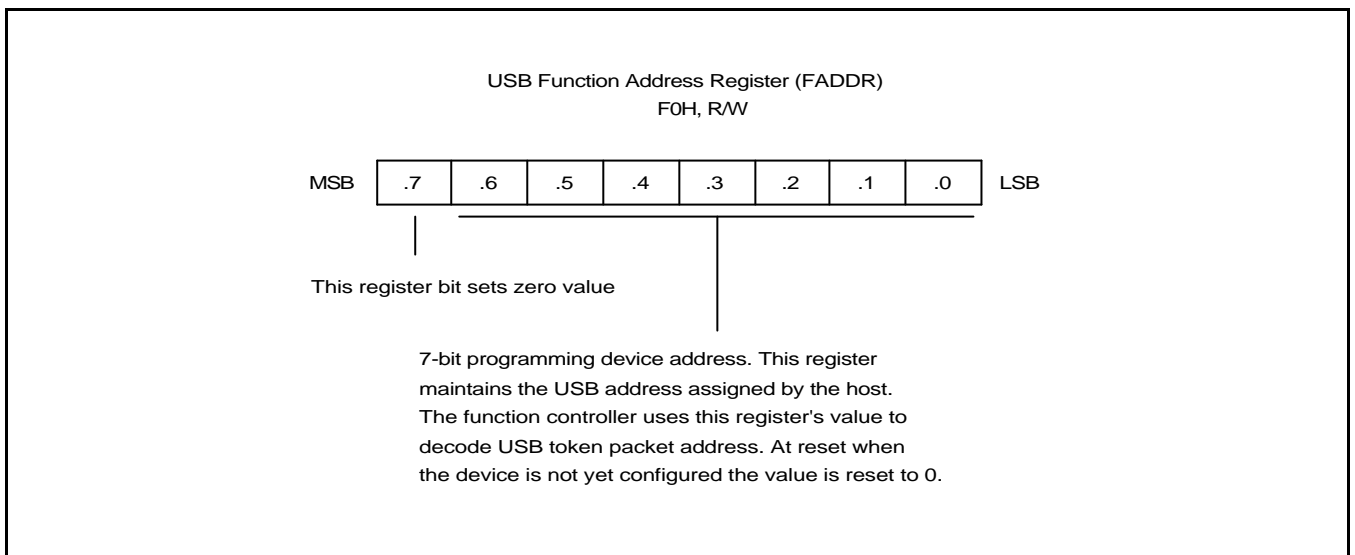 USB Function Address Register (FADDR)
F0H, R/W
MSB .7 .6 .5 .4 .3 .2 .1 .0 LSB
This register bit sets zero value
7-bit programming device address. This register
maintains the USB address assigned by the host.
The function controller uses this register's value to
decode USB token packet address. At reset when
the device is not yet configured the value is reset to 0.